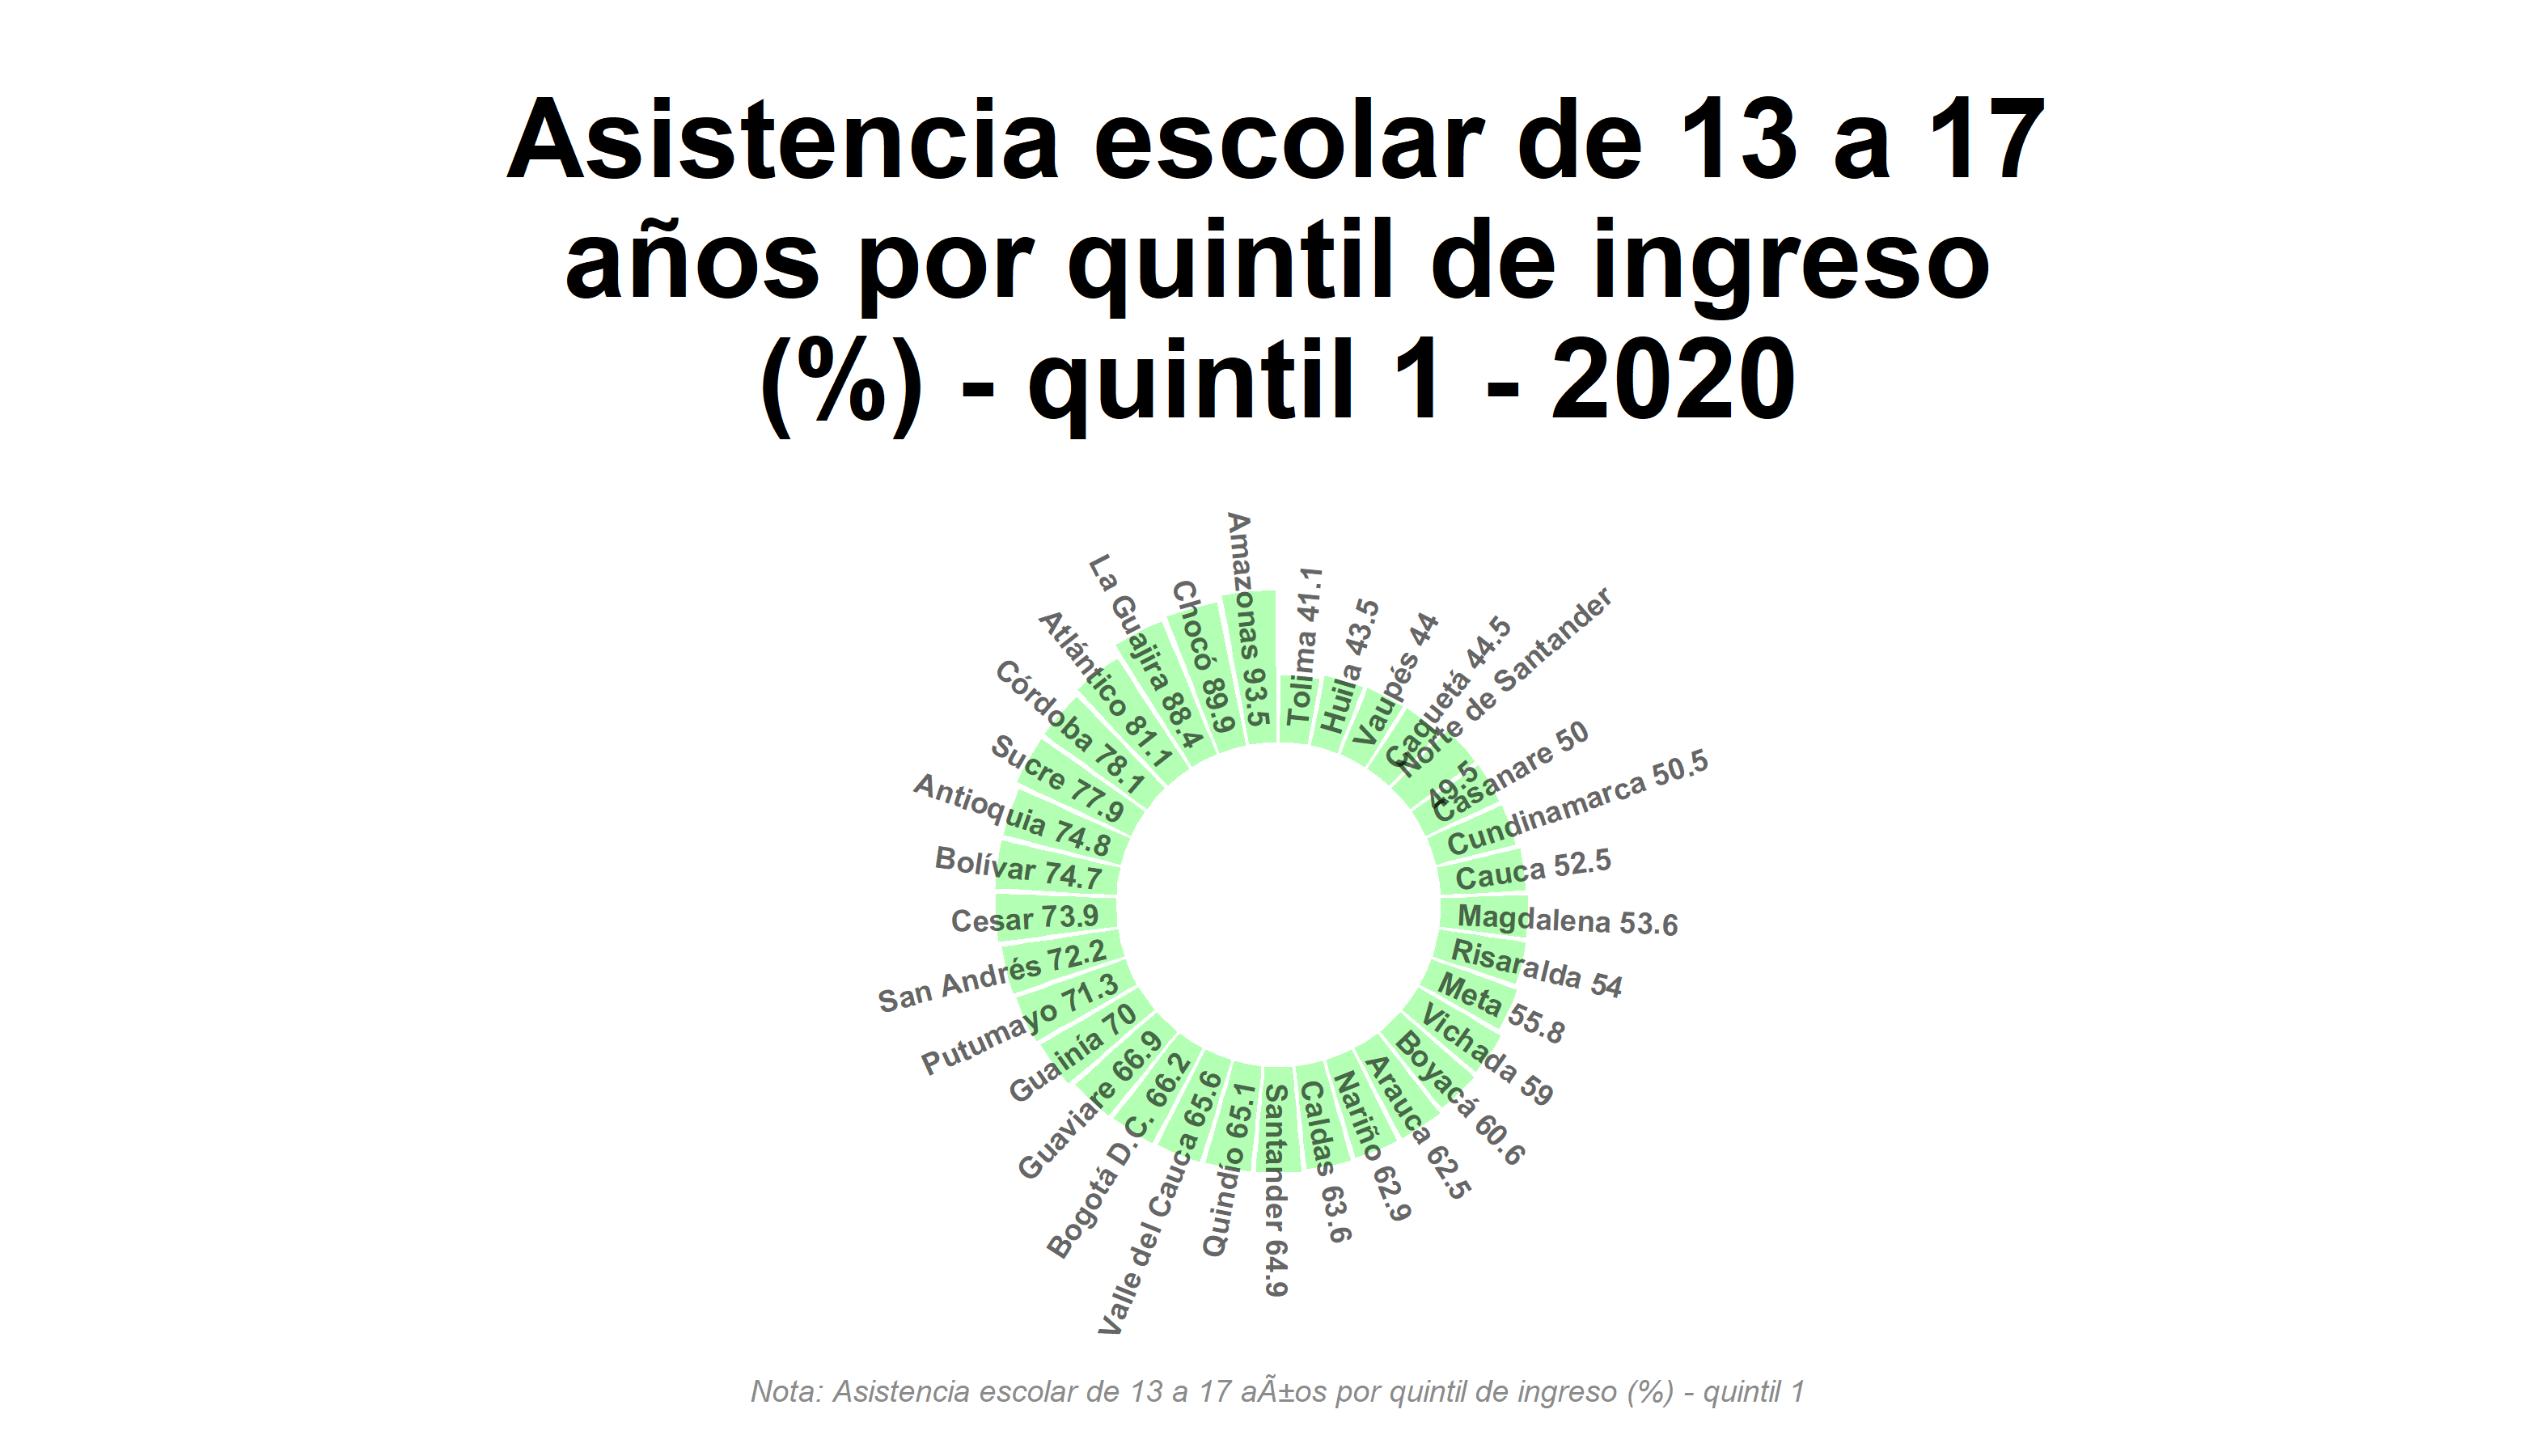 Asistencia escolar de 13 a 17
años por quintil de ingreso
(%) - quintil 1 - 2020
Tolima 41.1
Huila 43.5
Vaupés 44
Caquetá 44.5
Norte de Santander
49.5
Casanare 50
Cundinamarca 50.5
Cauca 52.5
Magdalena 53.6
Risaralda 54
Meta 55.8
Vichada 59
Boyacá 60.6
Arauca 62.5
Nariño 62.9
Caldas 63.6
Santander 64.9
Quindío 65.1
Valle del Cauca 65.6
Bogotá D.C. 66.2
Guaviare 66.9
Guainía 70
Putumayo 71.3
San Andrés 72.2
Cesar 73.9
Bolívar 74.7
Antioquia 74.8
Sucre 77.9
Córdoba 78.1
Atlántico 81.1
La Guajira 88.4
Chocó 89.9
Amazonas 93.5
Nota: Asistencia escolar de 13 a 17 aÃ±os por quintil de ingreso (%) - quintil 1